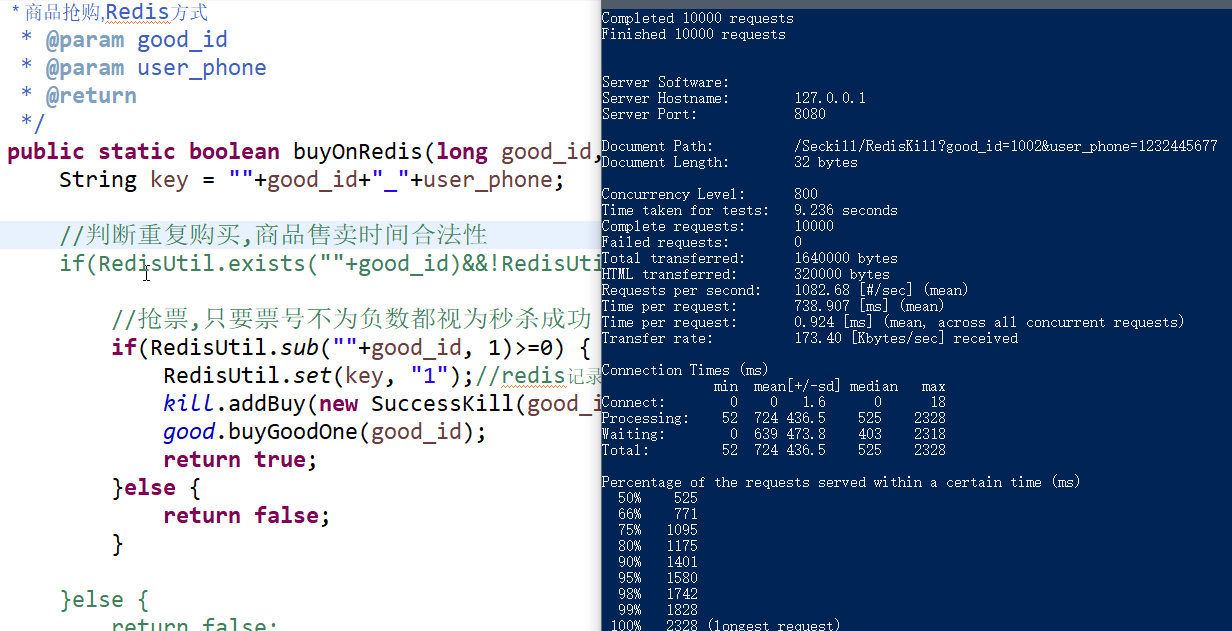 * 商品抢购,Redis方式
* @param good_id
* @param user_phone
* @return
*/
public static boolean buyOnRedis(long good_id,
String key = ""+good_id+"_"+user_phone;
//判断重复购买,商品售卖时间合法性
if(RedisUtil.exists(""+good_id)&&!RedisUti
//抢票,只要票号不为负数都视为秒杀成功
if(RedisUtil.sub(""+good_id, 1)>=0) {
RedisUtil.set(key, "1");//redis记录
kill.addBuy(new SuccessKill(good_i
good.buyGoodOne(good_id);
return true;
}else {
return false;
}
}else {
return false;
Completed 10000 requests
Finished 10000 requests
Server Software:
Server Hostname: 127.0.0.1
Server Port: 8080
Document Path: /Seckill/RedisKill?good_id=1002&user_phone=1232445677
Document Length: 32 bytes
Concurrency Level: 800
Time taken for tests: 9.236 seconds
Complete requests: 10000
Failed requests: 0
Total transferred: 1640000 bytes
HTML transferred: 320000 bytes
Requests per second: 1082.68 [#/sec] (mean)
Time per request: 738.907 [ms] (mean)
Time per request: 0.924 [ms] (mean, across all concurrent requests)
Transfer rate: 173.40 [Kbytes/sec] received
Connection Times (ms)
min mean[+/-sd] median max
Connect: 0 0 1.6 0 18
Processing: 52 724 436.5 525 2328
Waiting: 0 639 473.8 403 2318
Total: 52 724 436.5 525 2328
Percentage of the requests served within a certain time (ms)
50% 525
66% 771
75% 1095
80% 1175
90% 1401
95% 1580
98% 1742
99% 1828
100% 2328 (longest request)